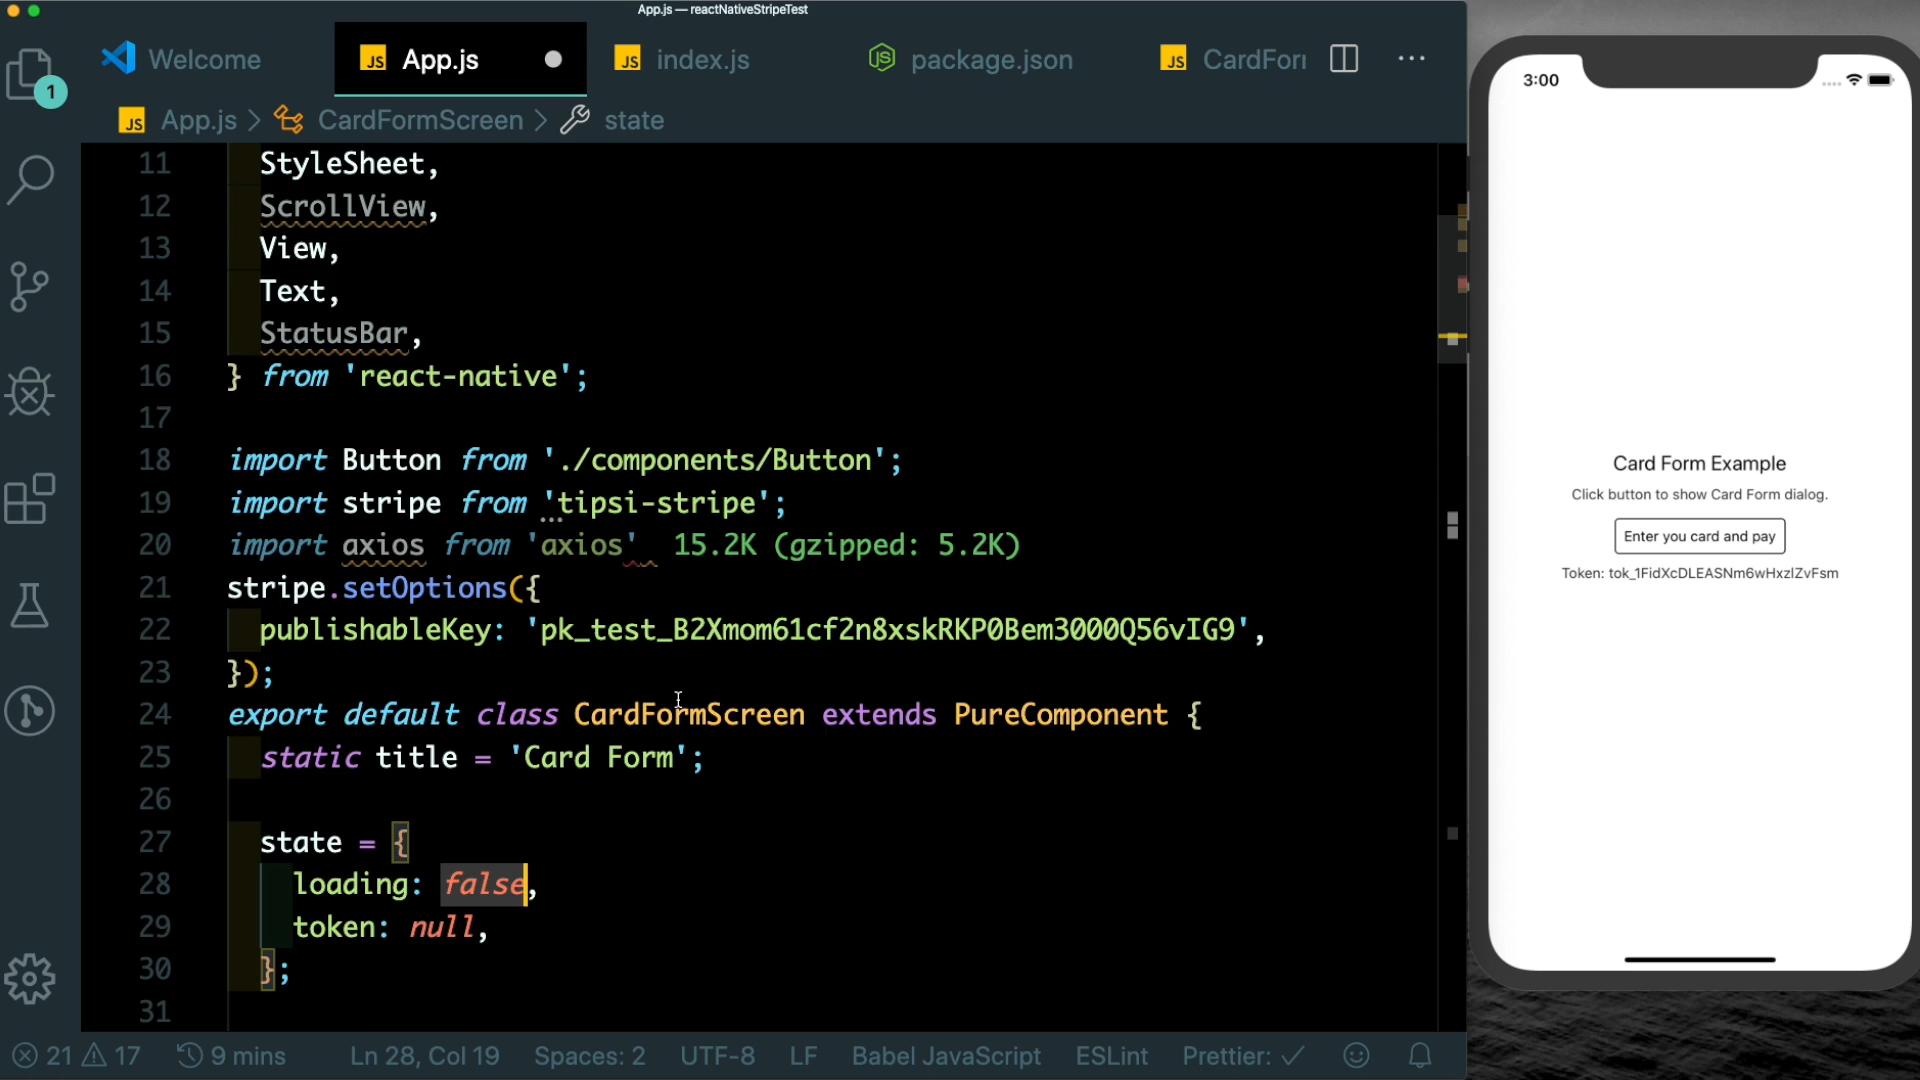 App.js — reactNativeStripeTest
Welcome
JS App.js
JS index.js
JS package.json
JS CardFor
1
JS App.js > CardFormScreen > state
11 StyleSheet,
12 ScrollView,
13 View,
14 Text,
15 StatusBar,
16 } from 'react-native';
17
18 import Button from './components/Button';
19 import stripe from 'tipsi-stripe';
20 import axios from 'axios' 15.2K (gzipped: 5.2K)
21 stripe.setOptions({
22 publishableKey: 'pk_test_B2Xmom61cf2n8xskRKP0Bem3000Q56vIG9',
23 });
24 export default class CardFormScreen extends PureComponent {
25 static title = 'Card Form';
26
27 state = {
28 loading: false,
29 token: null,
30 };
31
21 17 9 mins Ln 28, Col 19 Spaces: 2 UTF-8 LF Babel JavaScript ESLint Prettier: ✓
3:00
Card Form Example
Click button to show Card Form dialog.
Enter you card and pay
Token: tok_1FidXcDLEASNm6wHxzlZvFsm